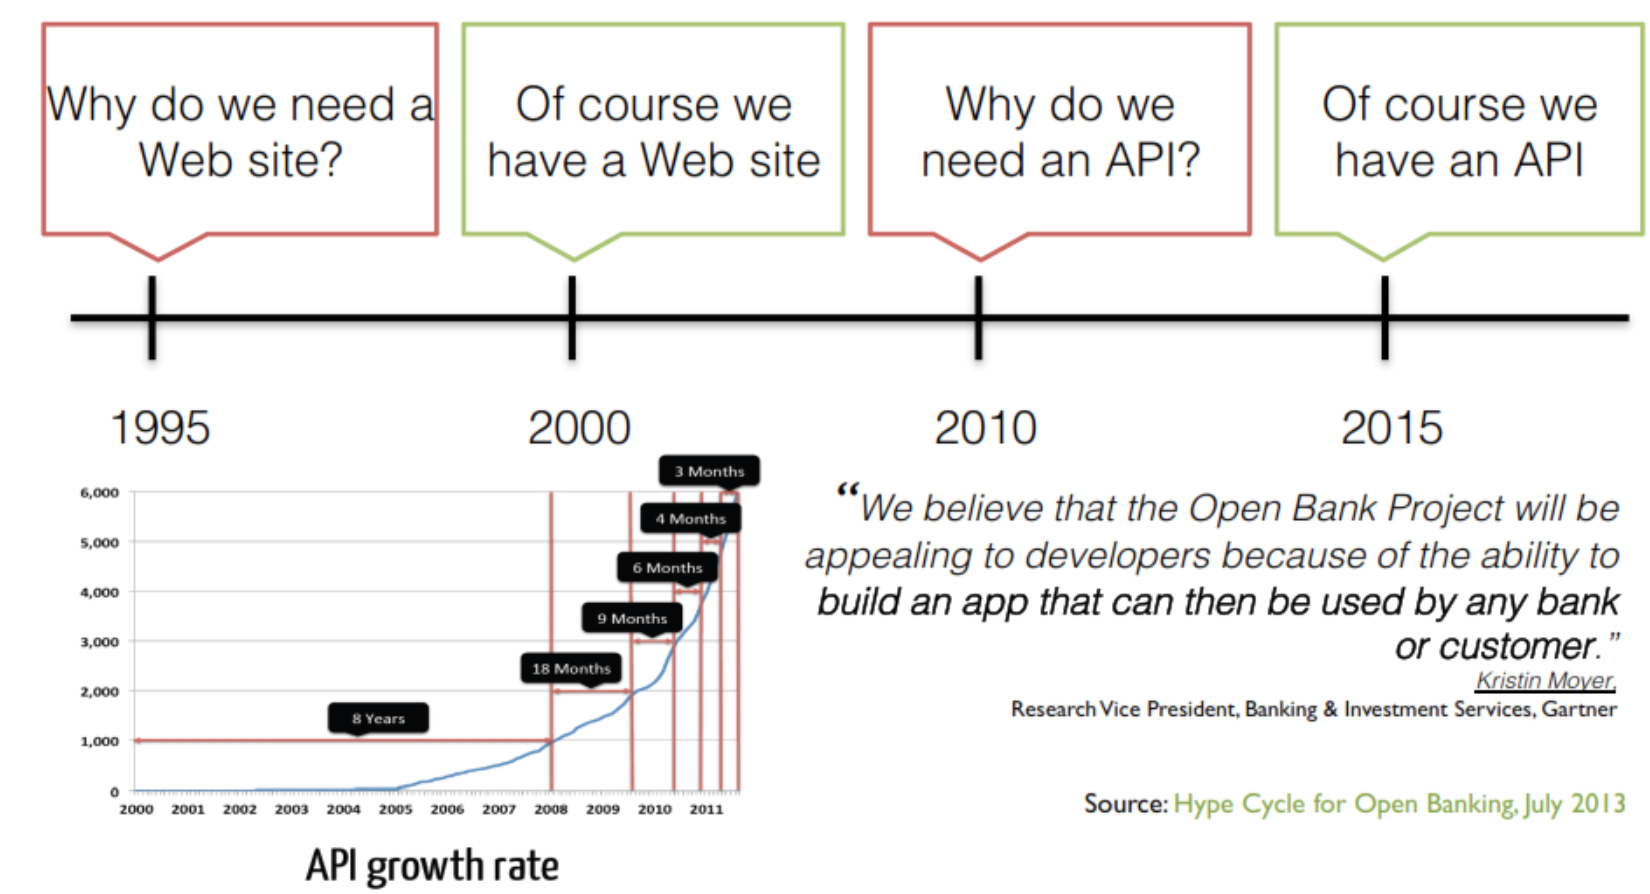 Why do we need a
Web site?
Of course we
have a Web site
Why do we
need an API?
Of course we
have an API
1995
2000
2010
2015
3 Months
4 Months
6 Months
9 Months
18 Months
8 Years
6,000
5,000
4,000
3,000
2,000
1,000
0
2000 2001 2002 2003 2004 2005 2006 2007 2008 2009 2010 2011
API growth rate
“We believe that the Open Bank Project will be
appealing to developers because of the ability to
build an app that can then be used by any bank
or customer.”
Kristin Moyer,
Research Vice President, Banking & Investment Services, Gartner
Source: Hype Cycle for Open Banking, July 2013